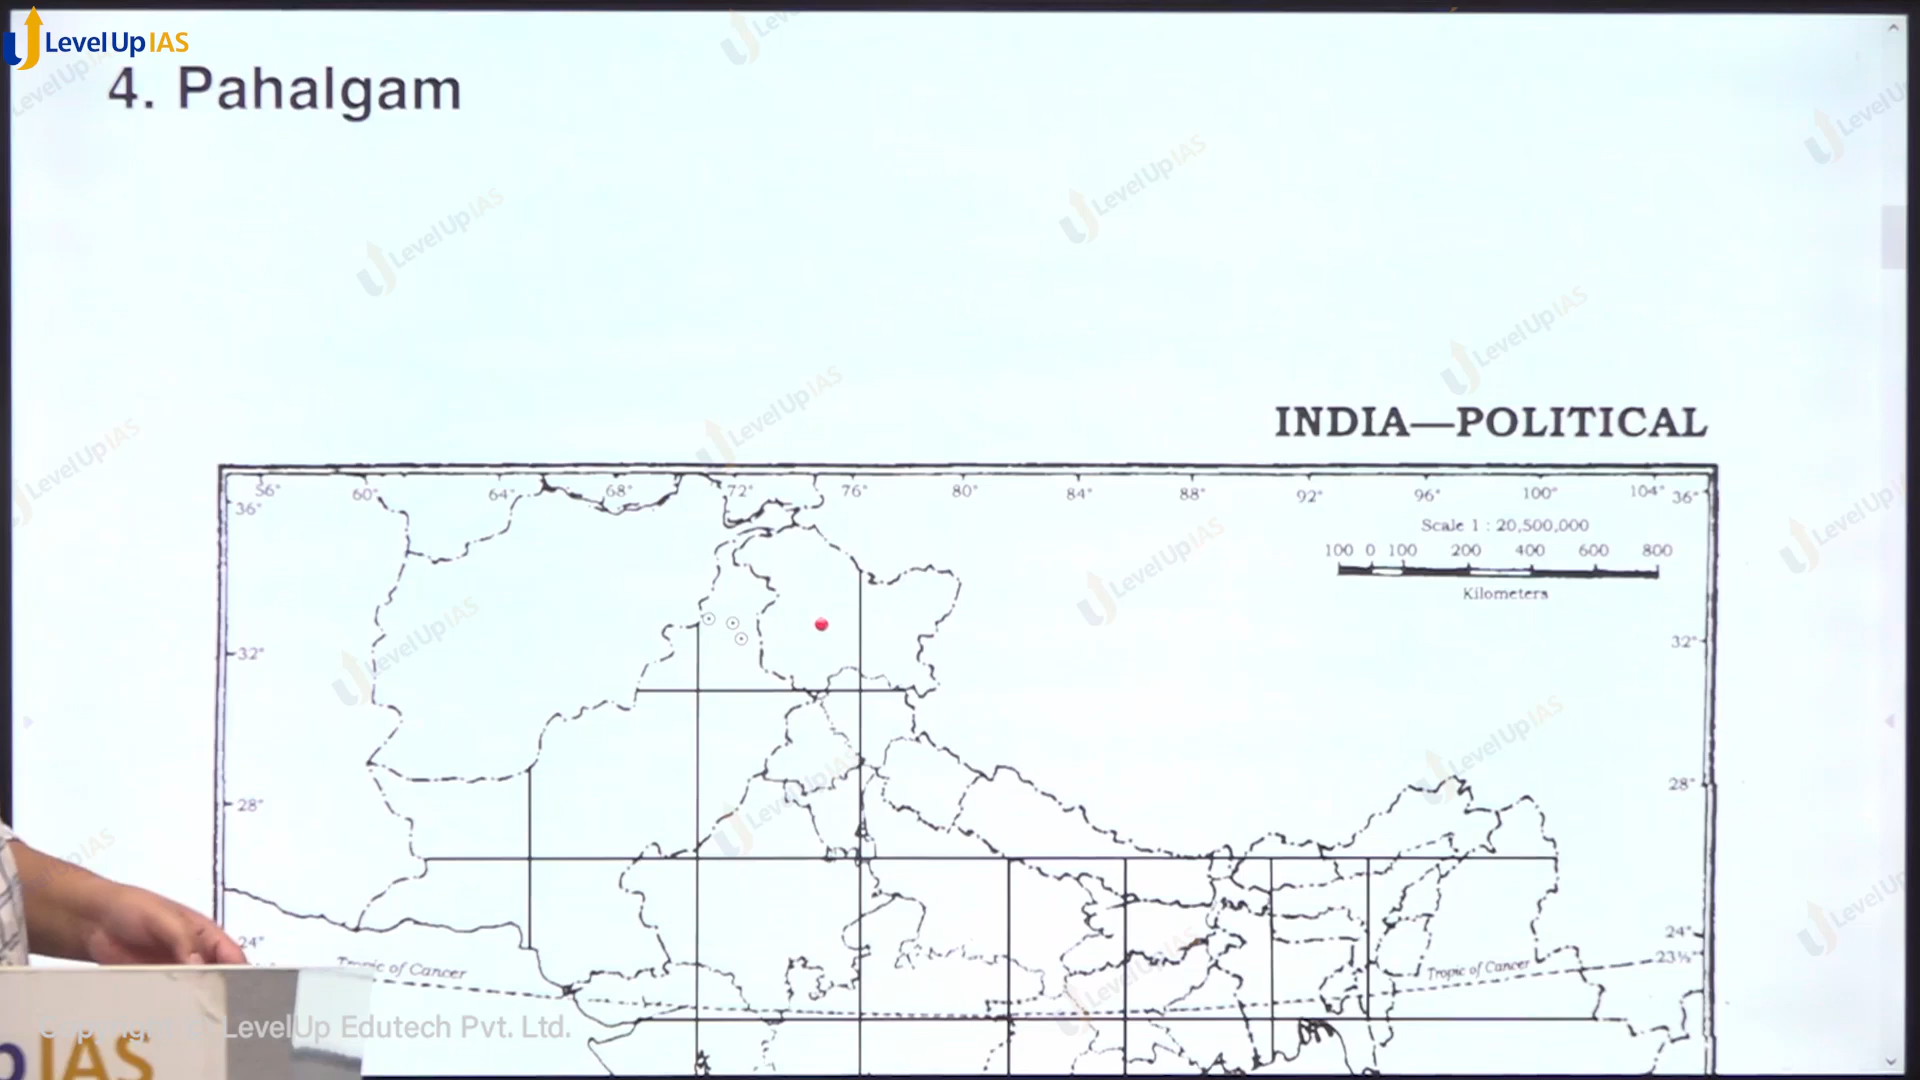 LevelUp IAS
4. Pahalgam
INDIA—POLITICAL
56° 60° 64° 68° 72° 76° 80° 84° 88° 92° 96° 100° 104° 36°
36°
Scale 1 : 20,500,000
100 0 100 200 400 600 800
Kilometers
32° 32°
28° 28°
24° 24°
23½°
Tropic of Cancer
Tropic of Cancer
LevelUp Edutech Pvt. Ltd.
p IAS